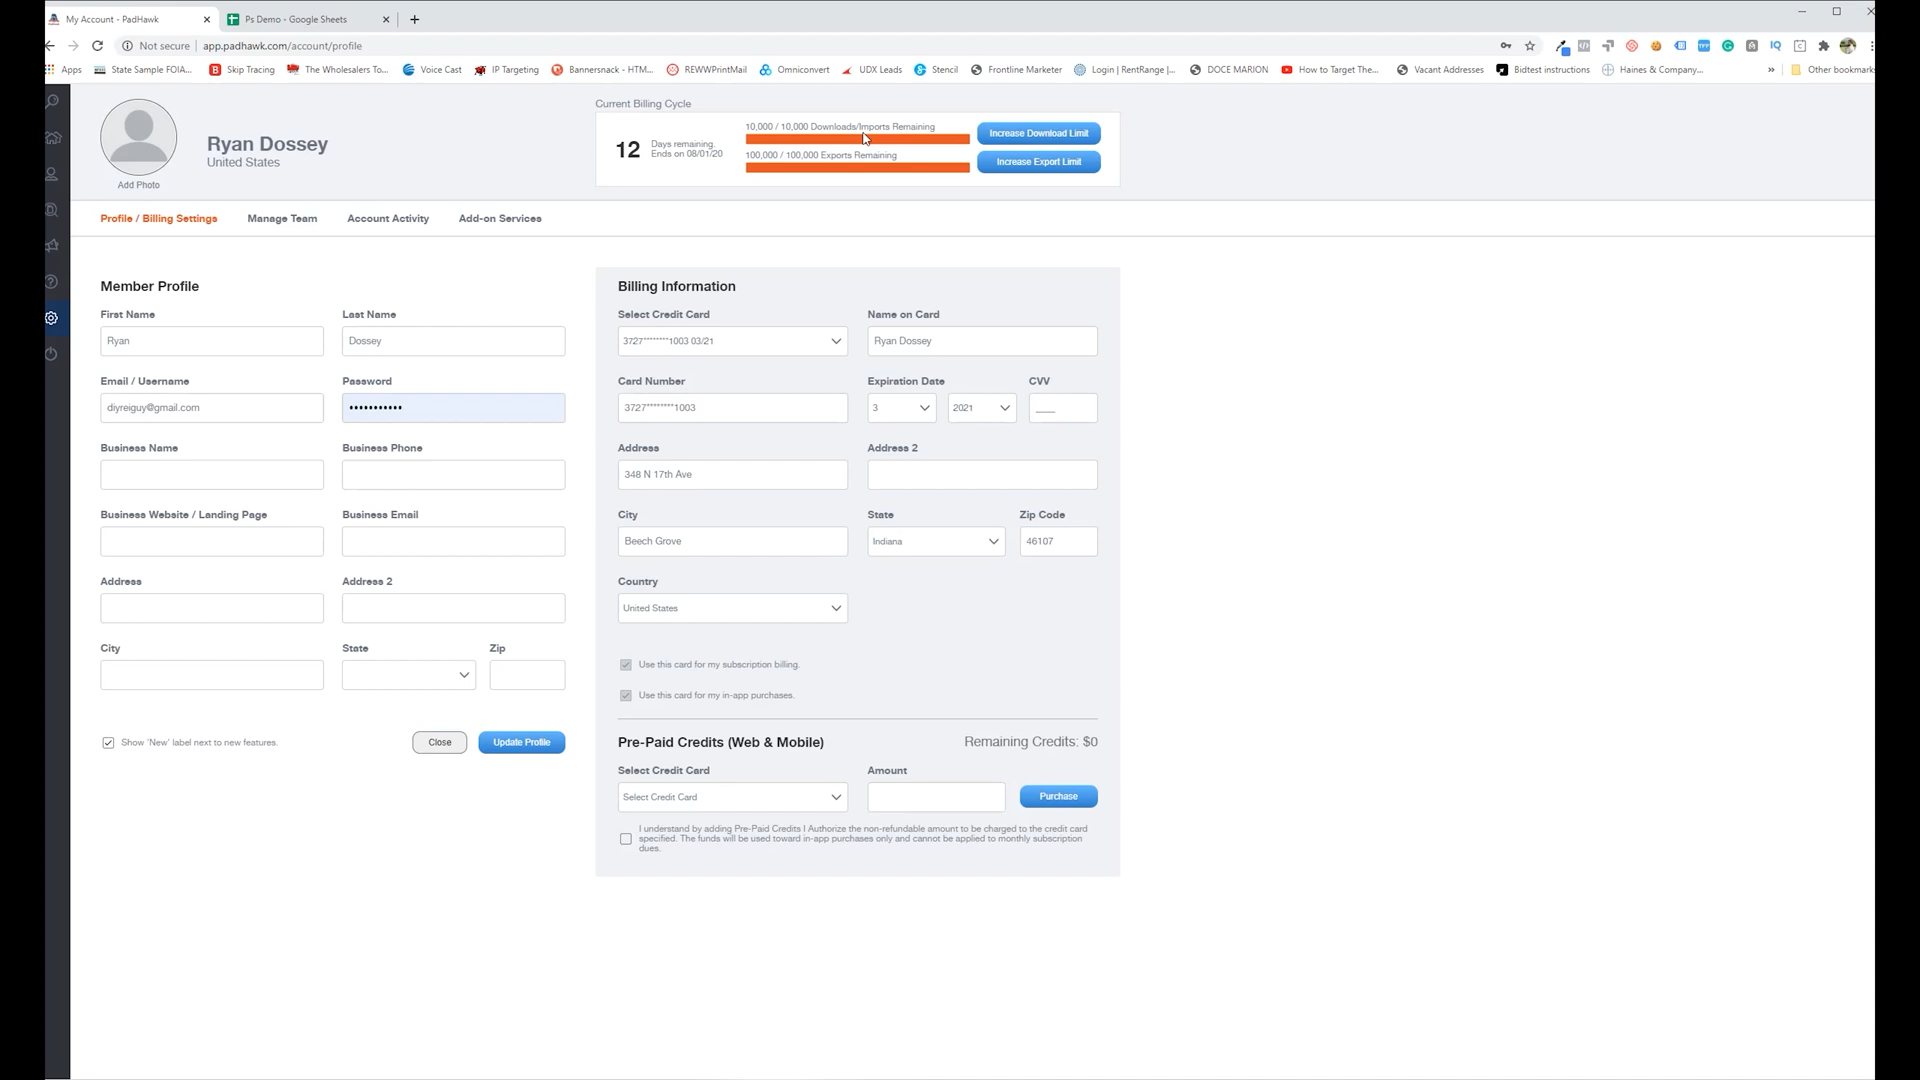 My Account - PadHawk
Ps Demo - Google Sheets
Not secure
app.padhawk.com/account/profile
Apps
State Sample FOIA...
Skip Tracing
The Wholesalers To...
Voice Cast
IP Targeting
Bannersnack - HTM...
REWWPrintMail
Omniconvert
UDX Leads
Stencil
Frontline Marketer
Login | RentRange |...
DOCE MARION
How to Target The...
Vacant Addresses
Bidtest instructions
Haines & Company,...
»
Other bookmarks
Ryan Dossey
United States
Add Photo
Current Billing Cycle
12
Days remaining.
Ends on 08/01/20
10,000 / 10,000 Downloads/Imports Remaining
100,000 / 100,000 Exports Remaining
Increase Download Limit
Increase Export Limit
Profile / Billing Settings
Manage Team
Account Activity
Add-on Services
Member Profile
First Name
Last Name
Ryan
Dossey
Email / Username
Password
diyreiguy@gmail.com
•••••••••••
Business Name
Business Phone
Business Website / Landing Page
Business Email
Address
Address 2
City
State
Zip
Show 'New' label next to new features.
Close
Update Profile
Billing Information
Select Credit Card
Name on Card
3727********1003 03/21
Ryan Dossey
Card Number
Expiration Date
CVV
3727********1003
3
2021
____
Address
Address 2
348 N 17th Ave
City
State
Zip Code
Beech Grove
Indiana
46107
Country
United States
Use this card for my subscription billing.
Use this card for my in-app purchases.
Pre-Paid Credits (Web & Mobile)
Remaining Credits: $0
Select Credit Card
Amount
Select Credit Card
Purchase
I understand by adding Pre-Paid Credits I Authorize the non-refundable amount to be charged to the credit card
specified. The funds will be used toward in-app purchases only and cannot be applied to monthly subscription
dues.